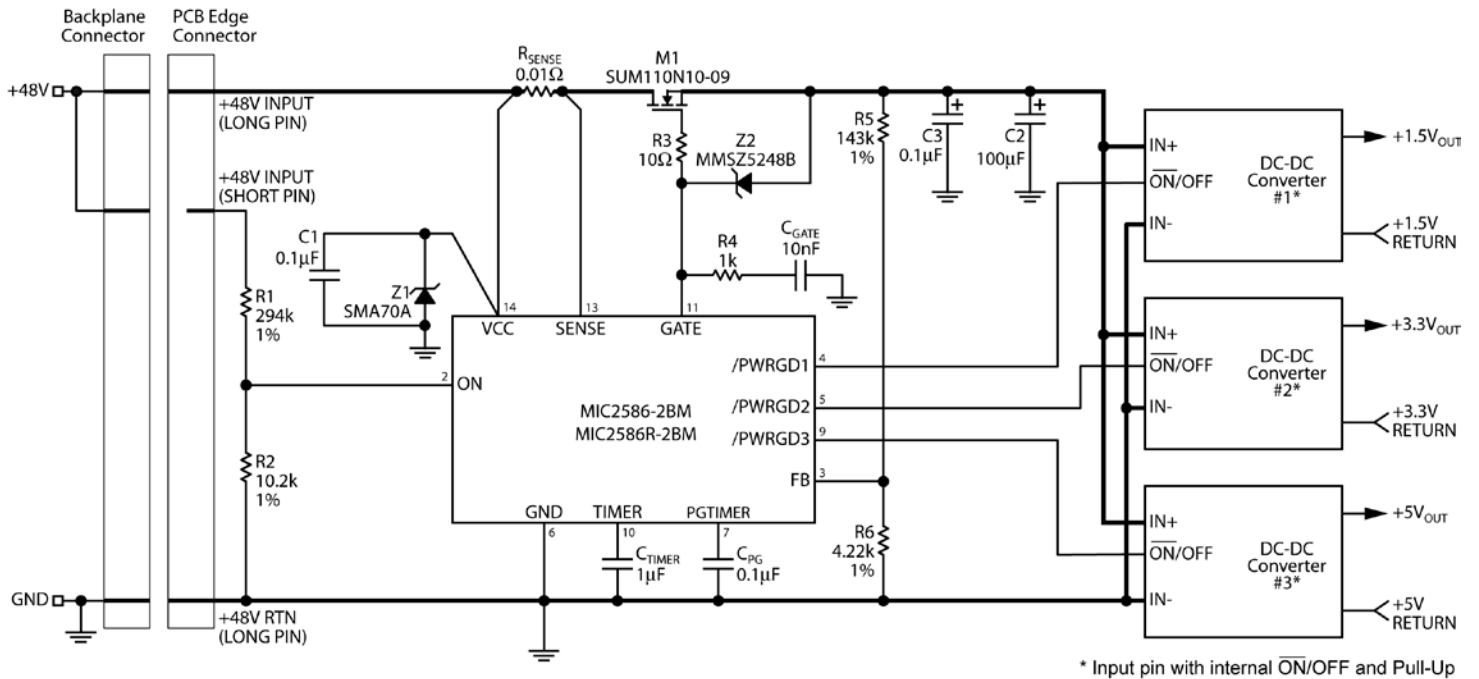 Backplane
Connector
PCB Edge
Connector
+48V
+48V INPUT
(LONG PIN)
+48V INPUT
(SHORT PIN)
R1
294k
1%
R2
10.2k
1%
GND
+48V RTN
(LONG PIN)
C1
0.1µF
Z1
SMA70A
RSENSE
0.01Ω
M1
SUM110N10-09
R3
10Ω
Z2
MMSZ5248B
R4
1k
CGATE
10nF
R5
143k
1%
C3
0.1µF
C2
100µF
14
13
11
VCC
SENSE
GATE
2
ON
MIC2586-2BM
MIC2586R-2BM
/PWRGD1
4
/PWRGD2
5
/PWRGD3
9
FB
3
GND
TIMER
PGTIMER
6
10
7
CTIMER
1µF
CPG
0.1µF
R6
4.22k
1%
IN+
ON/OFF
IN-
DC-DC
Converter
#1*
+1.5VOUT
+1.5V
RETURN
IN+
ON/OFF
IN-
DC-DC
Converter
#2*
+3.3VOUT
+3.3V
RETURN
IN+
ON/OFF
IN-
DC-DC
Converter
#3*
+5VOUT
+5V
RETURN
* Input pin with internal ON/OFF and Pull-Up